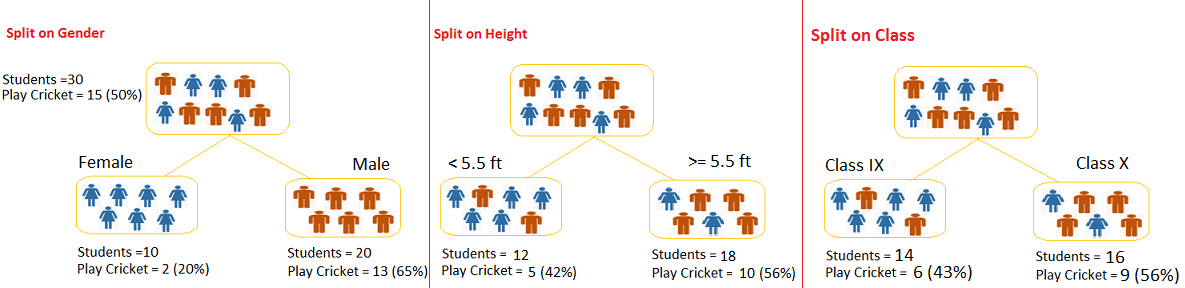 Split on Gender
Students =30
Play Cricket = 15 (50%)
Female
Male
Students =10
Play Cricket = 2 (20%)
Students = 20
Play Cricket = 13 (65%)
Split on Height
< 5.5 ft
>= 5.5 ft
Students = 12
Play Cricket = 5 (42%)
Students = 18
Play Cricket = 10 (56%)
Split on Class
Class IX
Class X
Students = 14
Play Cricket = 6 (43%)
Students = 16
Play Cricket = 9 (56%)